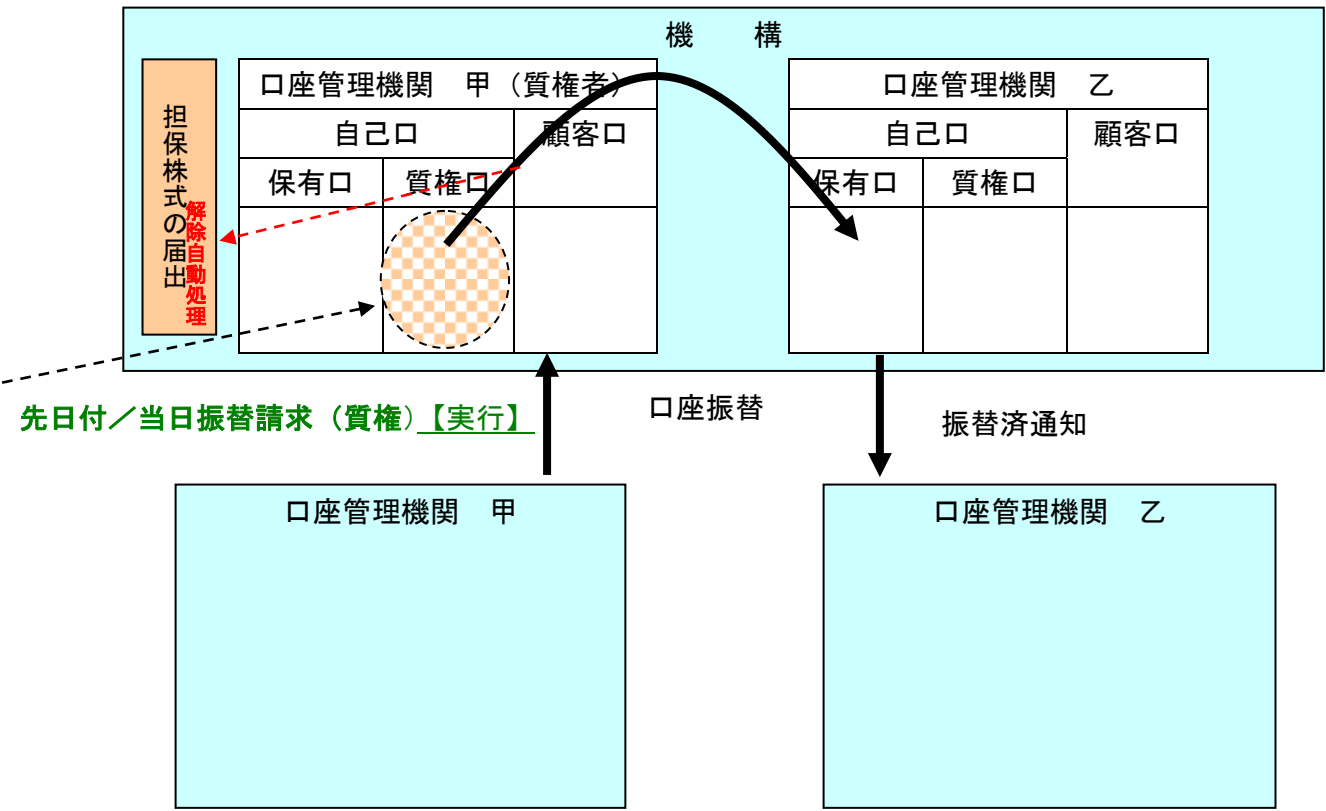 機　　構
担保株式の届出
解除自動処理
口座管理機関　甲（質権者）
自己口
顧客口
保有口
質権口
口座管理機関　乙
自己口
顧客口
保有口
質権口
先日付／当日振替請求（質権）【実行】
口座振替
振替済通知
口座管理機関　甲
口座管理機関　乙